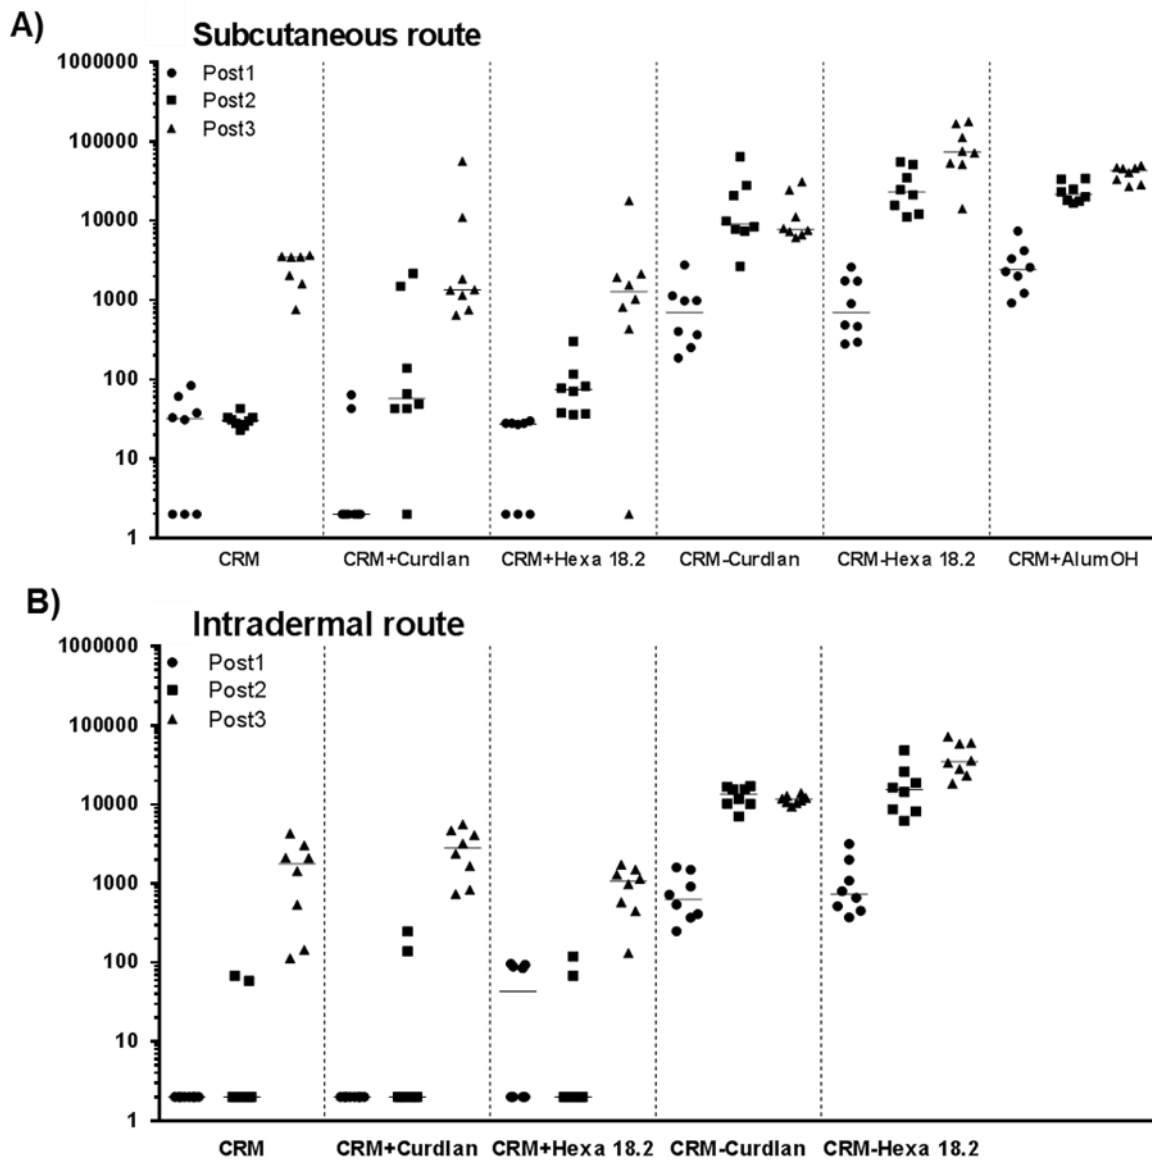 A)
Subcutaneous route
1000000
Post1
Post2
Post3
100000
10000
1000
100
10
1
CRM CRM+Curdlan CRM+Hexa 18.2 CRM-Curdlan CRM-Hexa 18.2 CRM+AlumOH
B)
Intradermal route
1000000
Post1
Post2
Post3
100000
10000
1000
100
10
1
CRM CRM+Curdlan CRM+Hexa 18.2 CRM-Curdlan CRM-Hexa 18.2